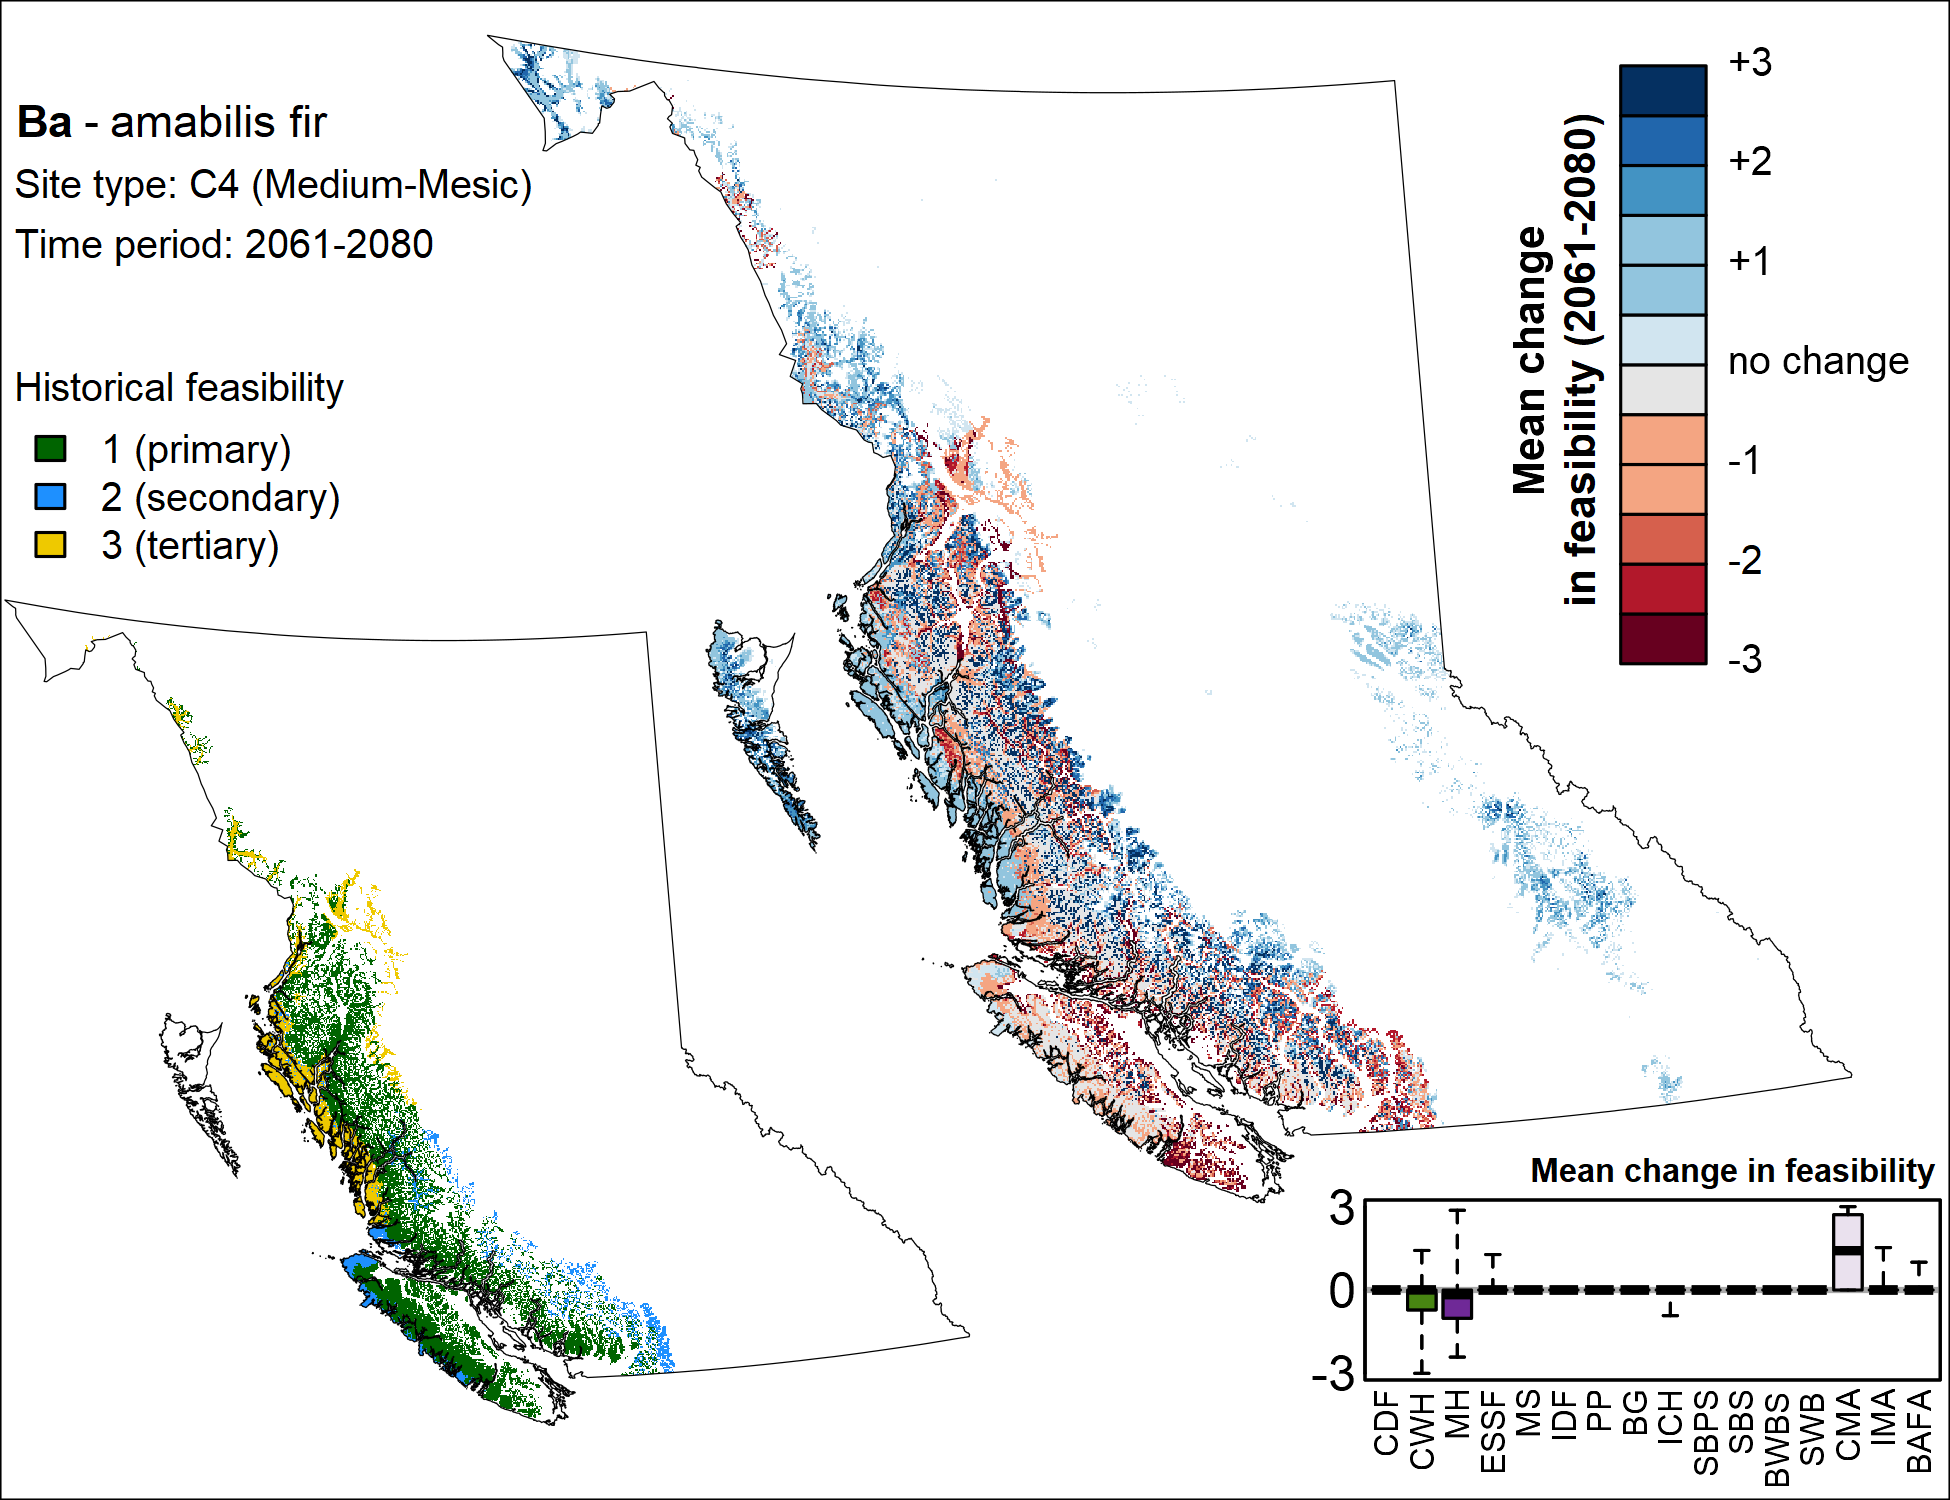 Ba - amabilis fir
Site type: C4 (Medium-Mesic)
Time period: 2061-2080
Historical feasibility
1 (primary)
2 (secondary)
3 (tertiary)
Mean change
in feasibility (2061-2080)
+3
+2
+1
no change
-1
-2
-3
Mean change in feasibility
3
0
-3
CDF
CWH
MH
ESSF
MS
IDF
PP
BG
ICH
SBPS
SBS
BWBS
SWB
CMA
IMA
BAFA